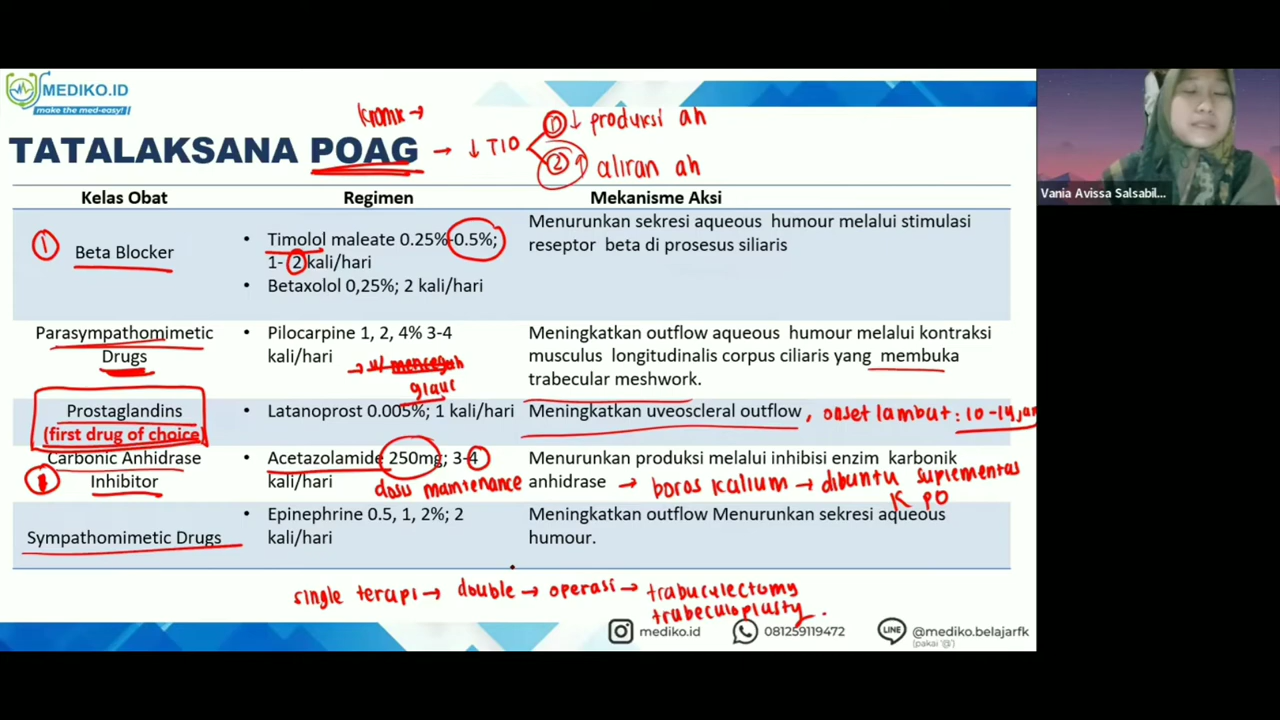 MEDIKO.ID
make the med-easy!
kronik →
TATALAKSANA POAG → ↓ TIO
① ↓ produksi ah
② ↑ aliran ah
Vania Avissa Salsabil...
Kelas Obat Regimen Mekanisme Aksi
① Beta Blocker
• Timolol maleate 0.25%-0.5%;
1- 2 kali/hari
• Betaxolol 0,25%; 2 kali/hari
Menurunkan sekresi aqueous humour melalui stimulasi
reseptor beta di prosesus siliaris
Parasympathomimetic
Drugs
• Pilocarpine 1, 2, 4% 3-4
kali/hari
→ u/ mencegah
glauc
Meningkatkan outflow aqueous humour melalui kontraksi
musculus longitudinalis corpus ciliaris yang membuka
trabecular meshwork.
Prostaglandins
(first drug of choice)
• Latanoprost 0.005%; 1 kali/hari
Meningkatkan uveoscleral outflow , onset lambat : 10-14 jam
Carbonic Anhidrase
Inhibitor
• Acetazolamide 250mg; 3-4
kali/hari
dosis maintenance
Menurunkan produksi melalui inhibisi enzim karbonik
anhidrase → boros kalium → dibantu suplementasi
K PO
Sympathomimetic Drugs
• Epinephrine 0.5, 1, 2%; 2
kali/hari
Meningkatkan outflow Menurunkan sekresi aqueous
humour.
single terapi → double → operasi → trabuculectomy
trabeculoplasty .
mediko.id
081259119472
@mediko.belajarfk
(pakai '@')